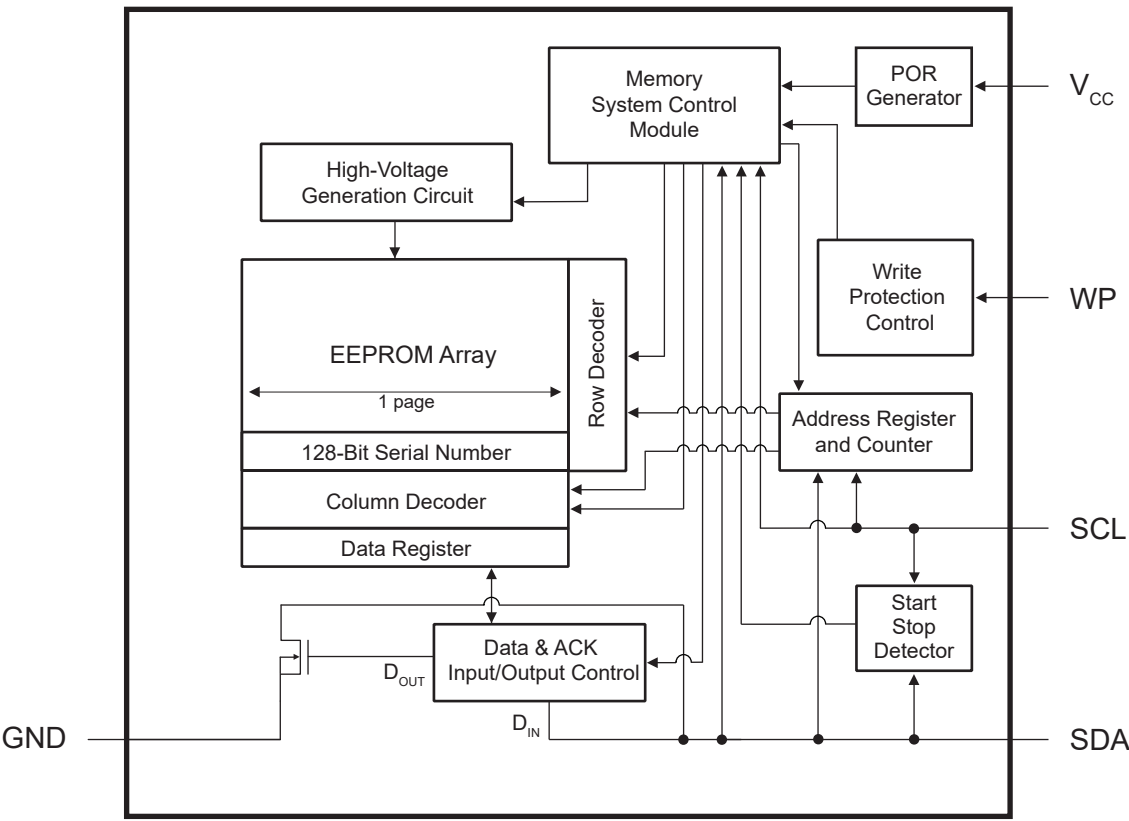 Memory
System Control
Module
POR
Generator
V_CC
High-Voltage
Generation Circuit
Write
Protection
Control
WP
EEPROM Array
1 page
Row Decoder
Address Register
and Counter
128-Bit Serial Number
Column Decoder
SCL
Data Register
Start
Stop
Detector
Data & ACK
Input/Output Control
D_OUT
D_IN
GND
SDA